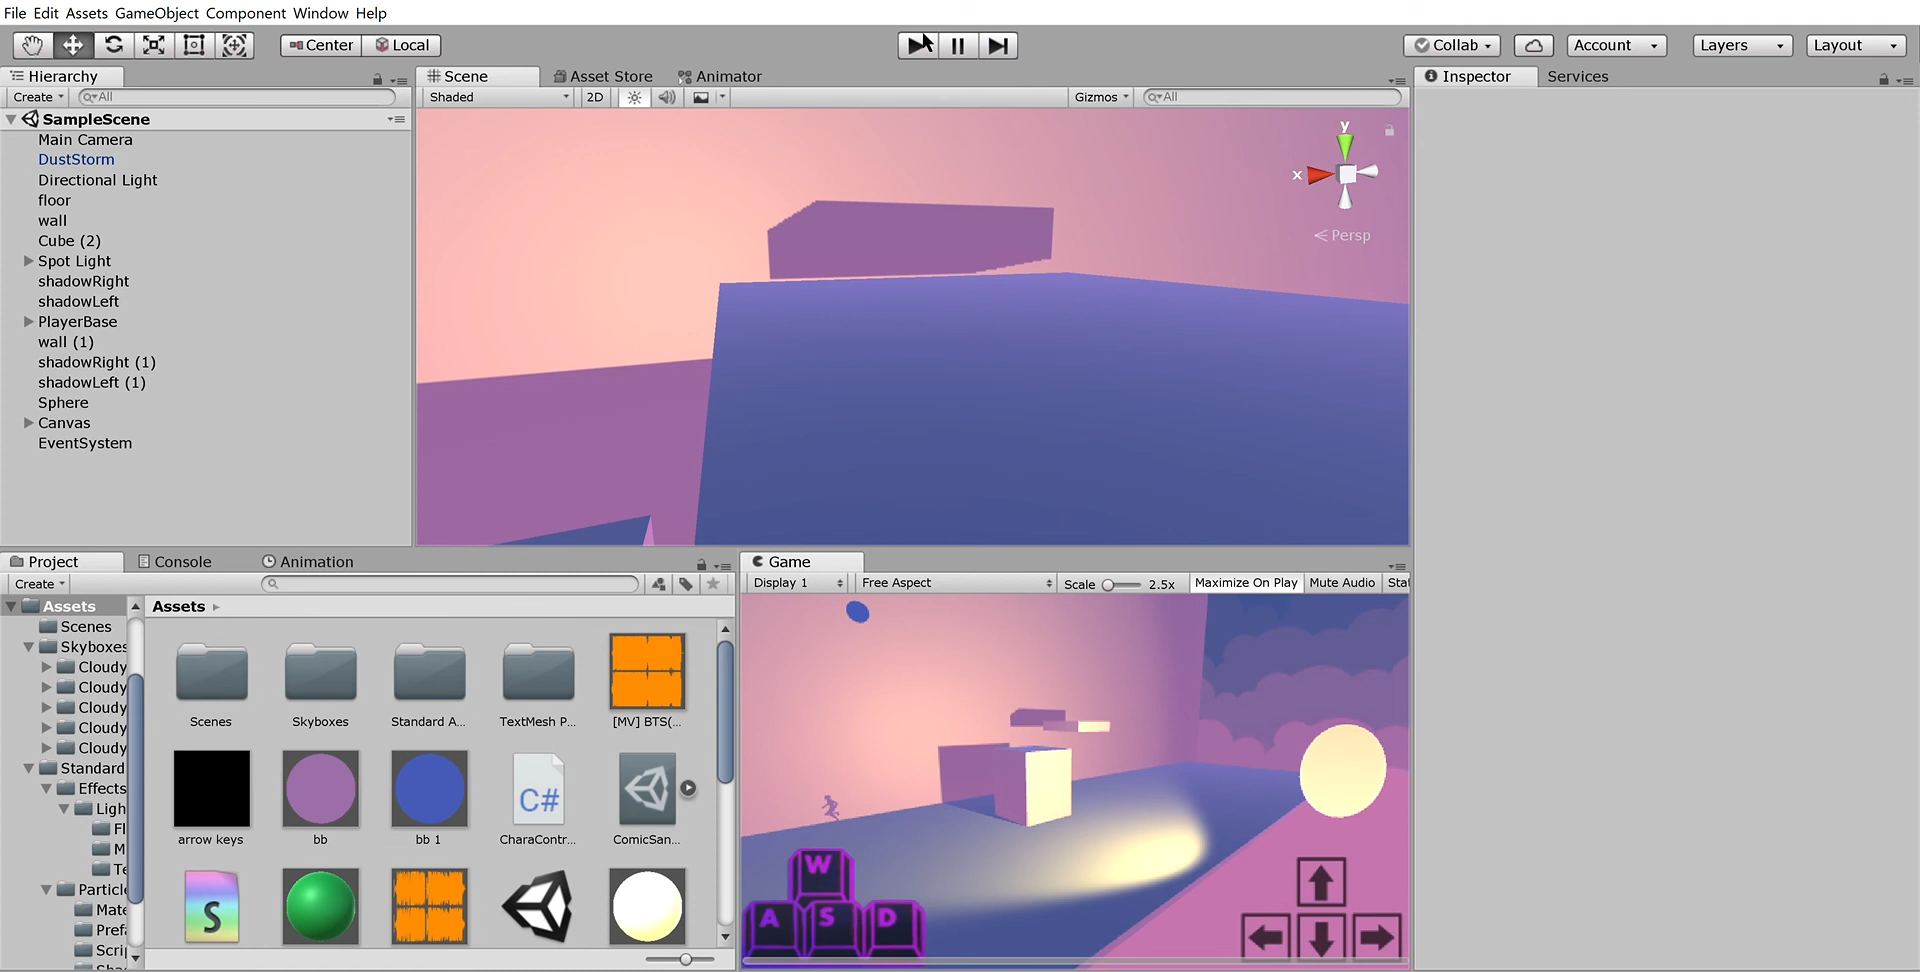 File Edit Assets GameObject Component Window Help
Center Local Collab Account Layers Layout
Hierarchy
Create All
SampleScene
Main Camera
DustStorm
Directional Light
floor
wall
Cube (2)
Spot Light
shadowRight
shadowLeft
PlayerBase
wall (1)
shadowRight (1)
shadowLeft (1)
Sphere
Canvas
EventSystem
Scene Asset Store Animator
Shaded 2D Gizmos All
y
x
Persp
Inspector Services
Project Console Animation
Create
Assets
Scenes
Skyboxes
Cloudy
Cloudy
Cloudy
Cloudy
Cloudy
Standard
Effects
Ligh
Fl
M
Te
Particle
Mate
Prefa
Scrip
Assets
Scenes Skyboxes Standard A... TextMesh P... [MV] BTS(...
C#
arrow keys bb bb 1 CharaContr... ComicSan...
S
Game
Display 1 Free Aspect Scale 2.5x Maximize On Play Mute Audio Stat
W
A S D